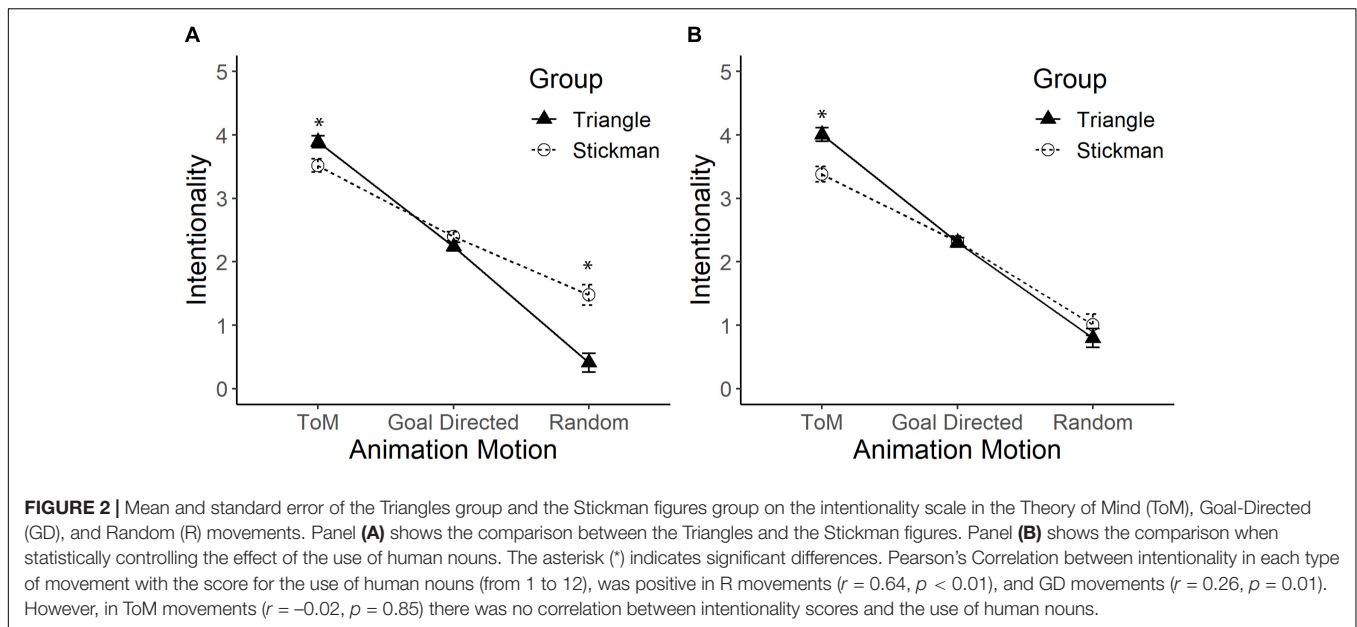 A
5
4
3
2
1
0
Intentionality
*
*
Group
Triangle
Stickman
ToM
Goal Directed
Random
Animation Motion
B
5
4
3
2
1
0
Intentionality
*
Group
Triangle
Stickman
ToM
Goal Directed
Random
Animation Motion
FIGURE 2 | Mean and standard error of the Triangles group and the Stickman figures group on the intentionality scale in the Theory of Mind (ToM), Goal-Directed
(GD), and Random (R) movements. Panel (A) shows the comparison between the Triangles and the Stickman figures. Panel (B) shows the comparison when
statistically controlling the effect of the use of human nouns. The asterisk (*) indicates significant differences. Pearson's Correlation between intentionality in each type
of movement with the score for the use of human nouns (from 1 to 12), was positive in R movements (r = 0.64, p < 0.01), and GD movements (r = 0.26, p = 0.01).
However, in ToM movements (r = –0.02, p = 0.85) there was no correlation between intentionality scores and the use of human nouns.